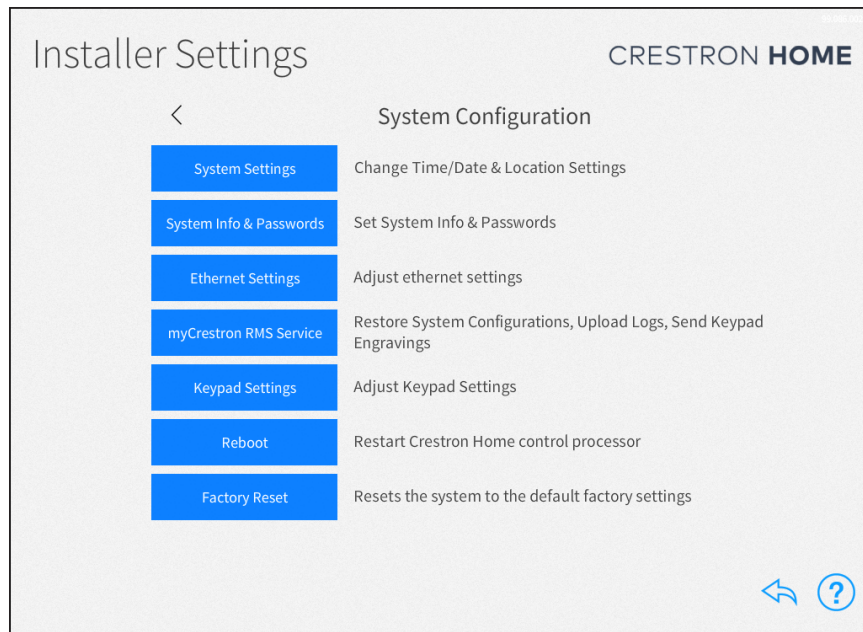 Installer Settings
CRESTRON HOME
System Configuration
System Settings
Change Time/Date & Location Settings
System Info & Passwords
Set System Info & Passwords
Ethernet Settings
Adjust ethernet settings
myCrestron RMS Service
Restore System Configurations, Upload Logs, Send Keypad
Engravings
Keypad Settings
Adjust Keypad Settings
Reboot
Restart Crestron Home control processor
Factory Reset
Resets the system to the default factory settings
?